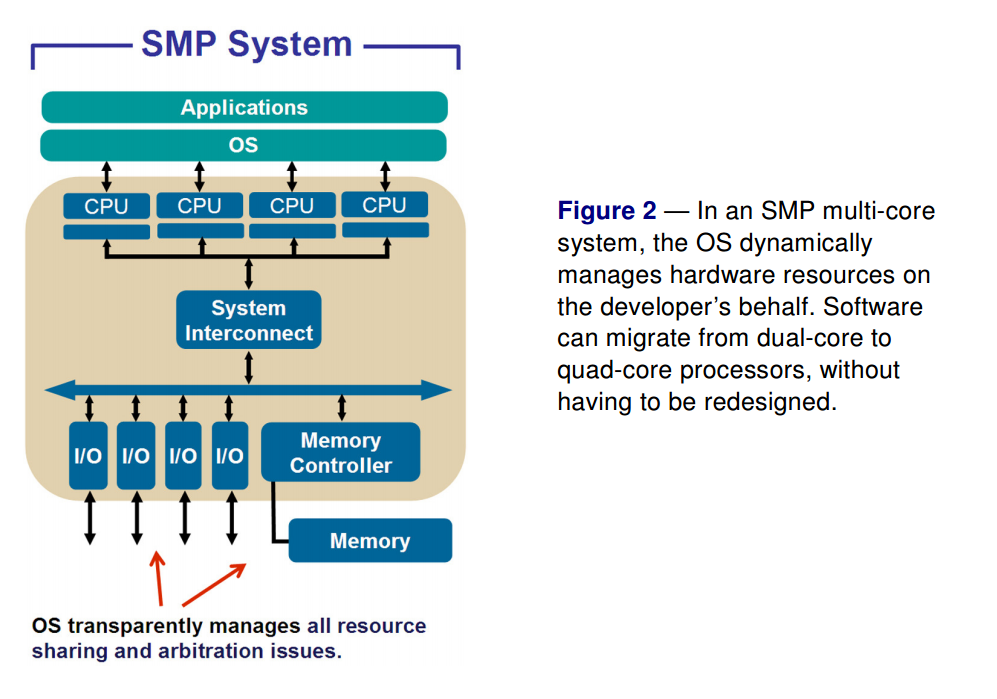 SMP System
Applications
OS
CPU CPU CPU CPU
System
Interconnect
I/O I/O I/O I/O
Memory
Controller
Memory
OS transparently manages all resource
sharing and arbitration issues.
Figure 2 — In an SMP multi-core
system, the OS dynamically
manages hardware resources on
the developer’s behalf. Software
can migrate from dual-core to
quad-core processors, without
having to be redesigned.